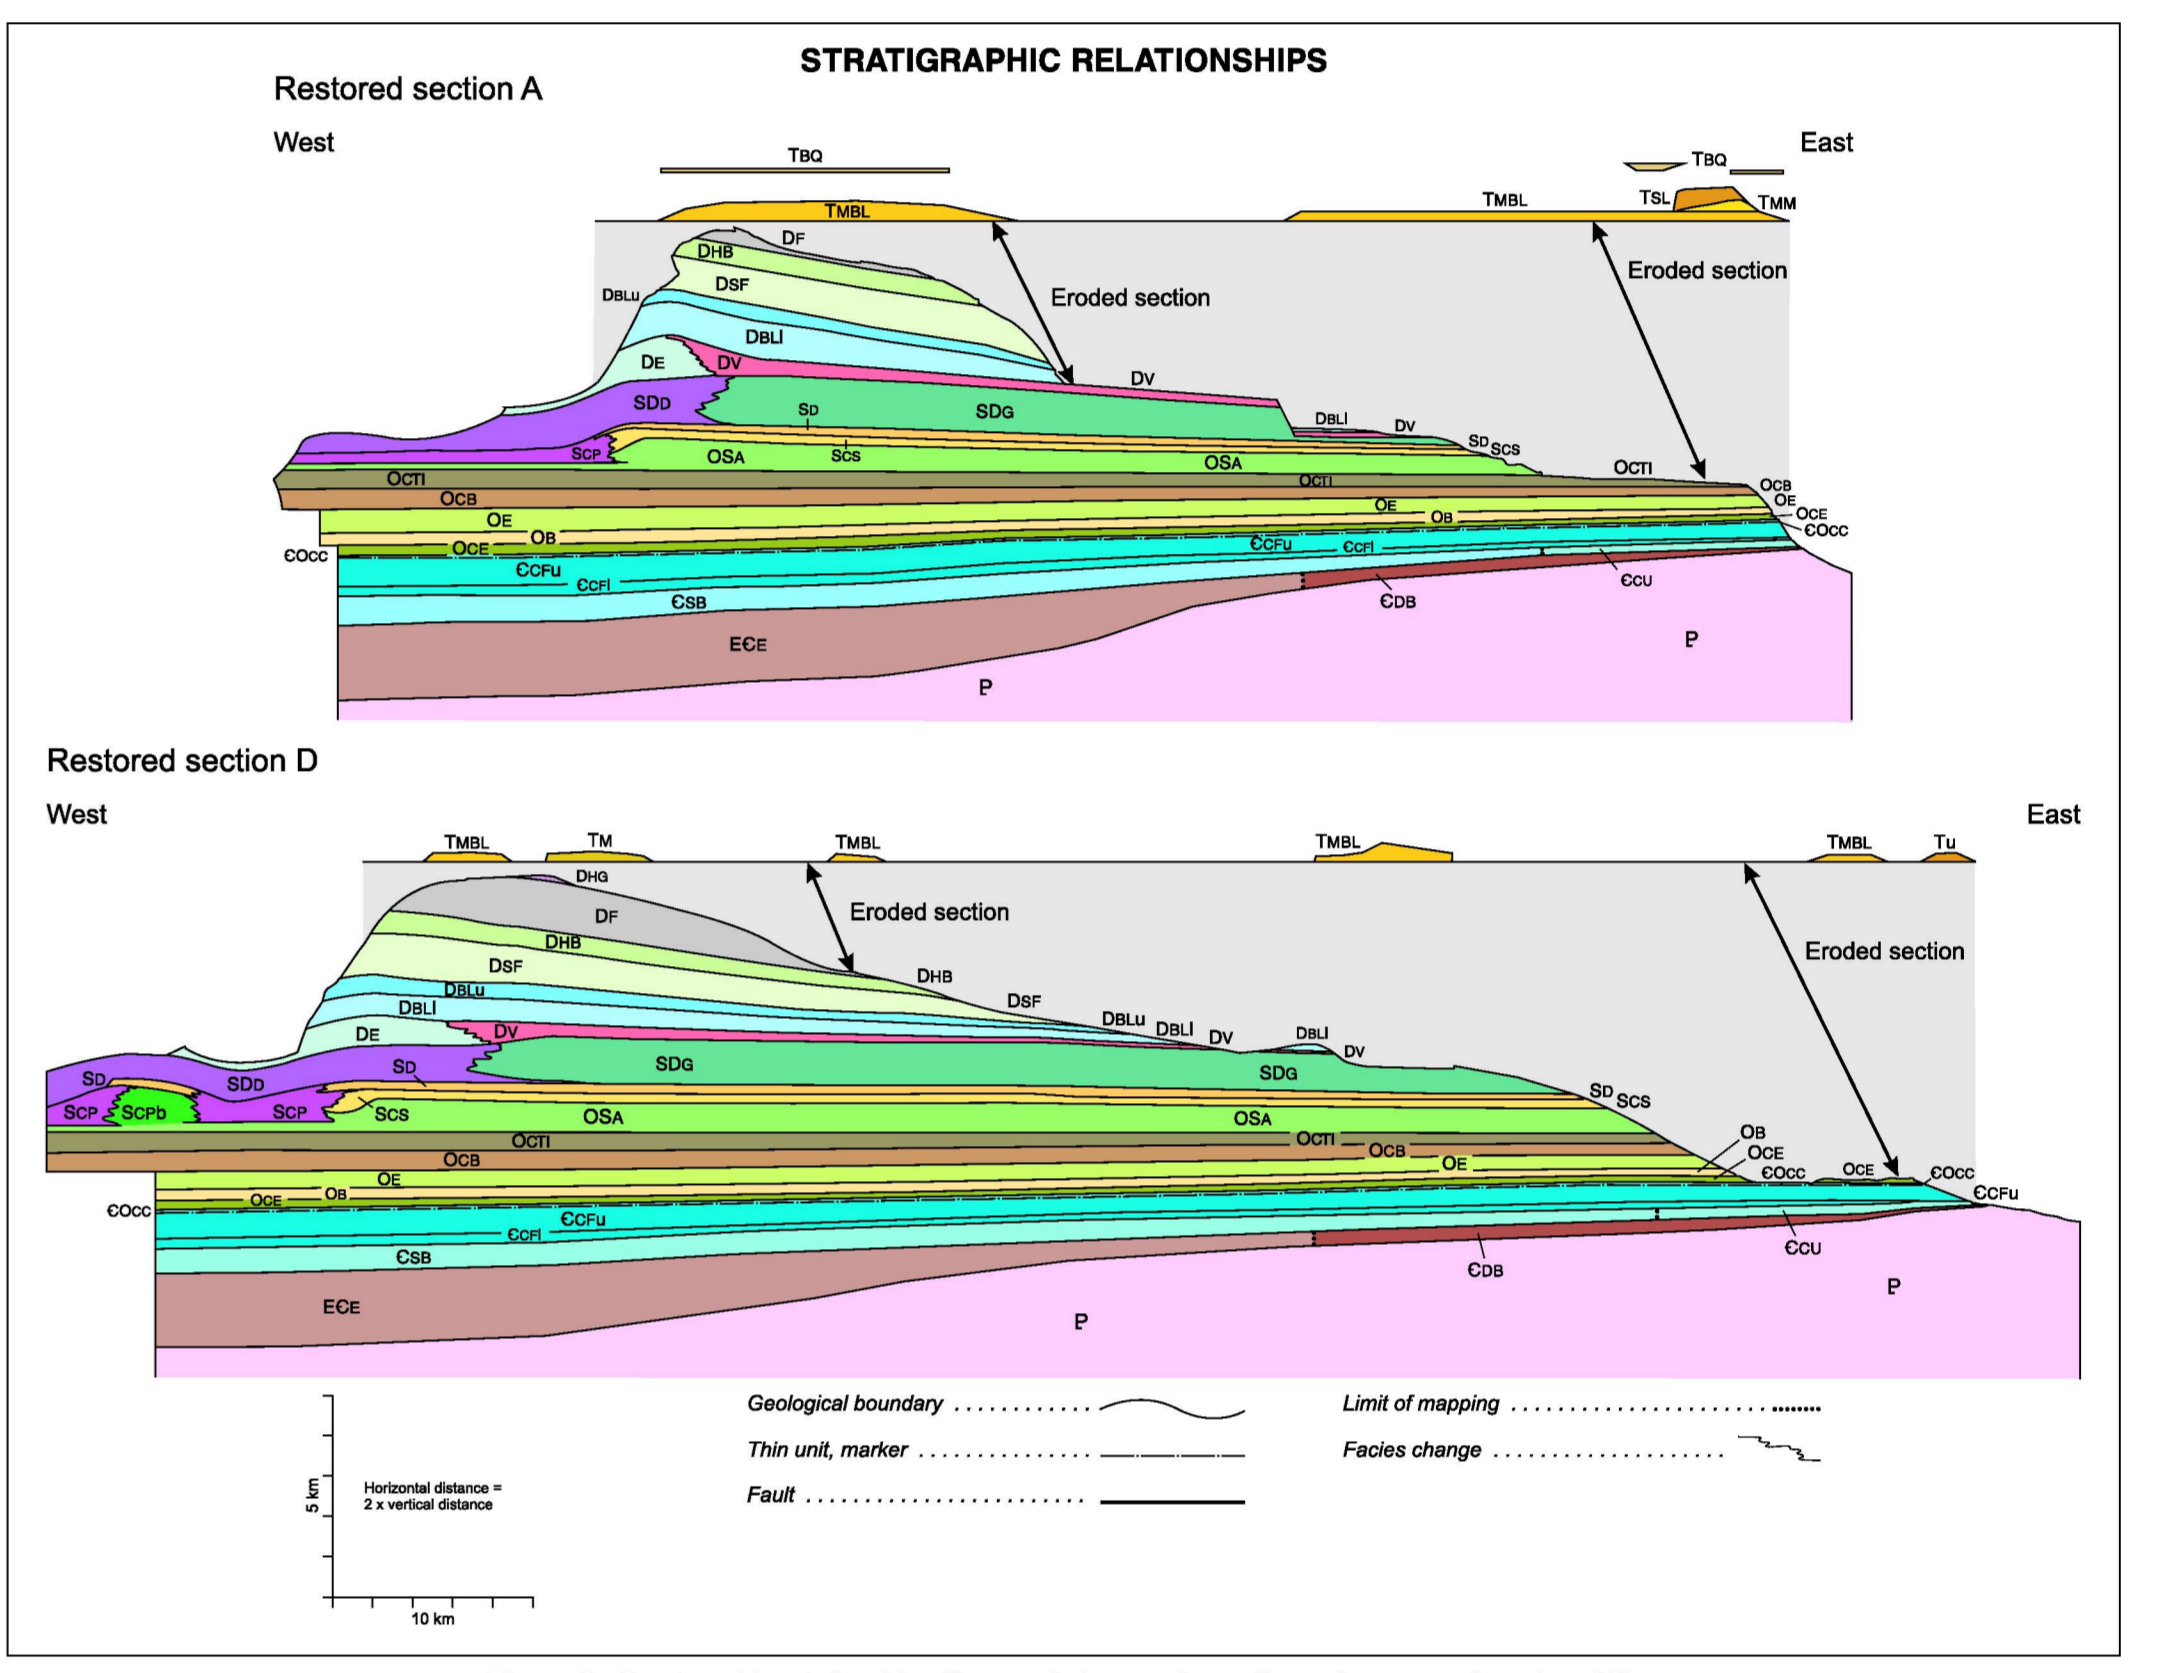 STRATIGRAPHIC RELATIONSHIPS
Restored section A
West
East
TBQ
TBQ
TMBL
TMBL
TSL
TMM
DF
DHB
DSF
DBLu
DBLl
DE
DV
DV
Eroded section
Eroded section
SDD
SD
SDG
DBLl
DV
SD
SCS
SCP
OSA
SCS
OSA
OCTI
OCTI
OCTI
OCB
OCB
OE
OE
OE
OB
OB
OCE
OCE
ЄOCC
ЄOCC
ЄCFu
ЄCFl
ЄCFu
ЄCFl
ЄCU
ЄSB
ЄDB
EЄE
P
P
Restored section D
West
East
TMBL
TM
TMBL
TMBL
TMBL
Tu
DHG
DF
Eroded section
Eroded section
DHB
DHB
DSF
DSF
DBLu
DBLu
DBLl
DBLl
DE
DV
DV
DBLl
DV
SD
SDD
SD
SDG
SDG
SD
SCS
SCP
SCPb
SCP
SCS
OSA
OSA
OCTI
OCTI
OCB
OCB
OB
OCE
OE
OE
ЄOCC
OCE
ЄOCC
OCE
OB
ЄOCC
ЄCFu
ЄCFu
ЄCFl
ЄSB
ЄCU
ЄDB
EЄE
P
P
5 km
Horizontal distance =
2 x vertical distance
10 km
Geological boundary
Thin unit, marker
Fault
Limit of mapping
Facies change